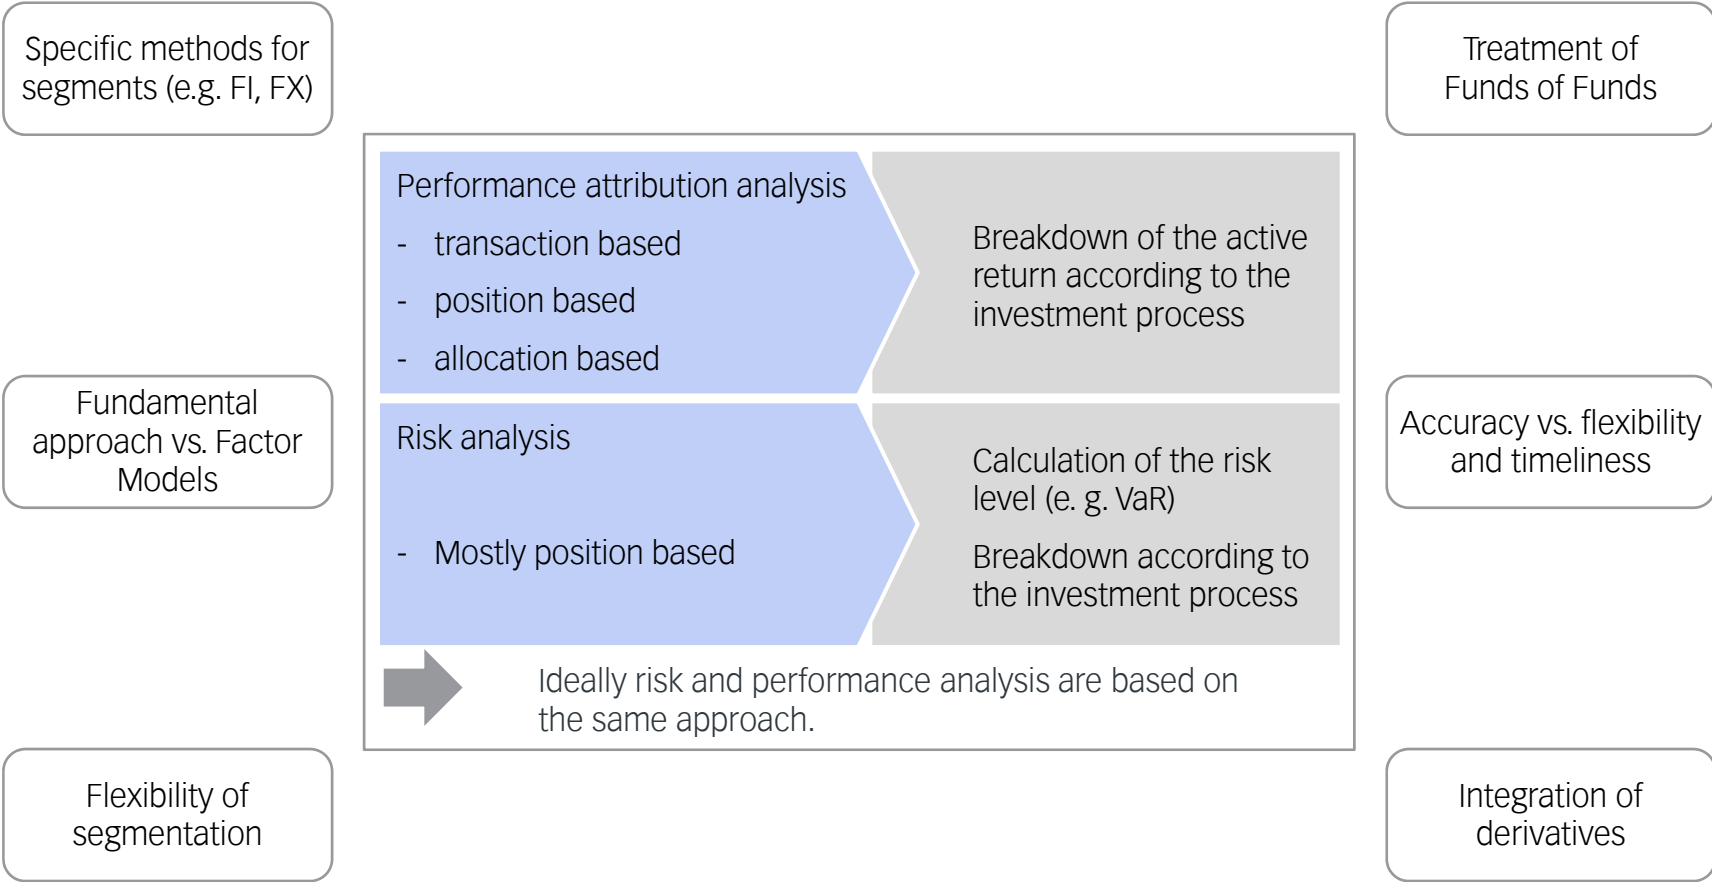 Specific methods for
segments (e.g. FI, FX)
Treatment of
Funds of Funds
Performance attribution analysis
- transaction based
- position based
- allocation based
Breakdown of the active
return according to the
investment process
Fundamental
approach vs. Factor
Models
Risk analysis
- Mostly position based
Calculation of the risk
level (e. g. VaR)
Breakdown according to
the investment process
Accuracy vs. flexibility
and timeliness
Ideally risk and performance analysis are based on
the same approach.
Flexibility of
segmentation
Integration of
derivatives